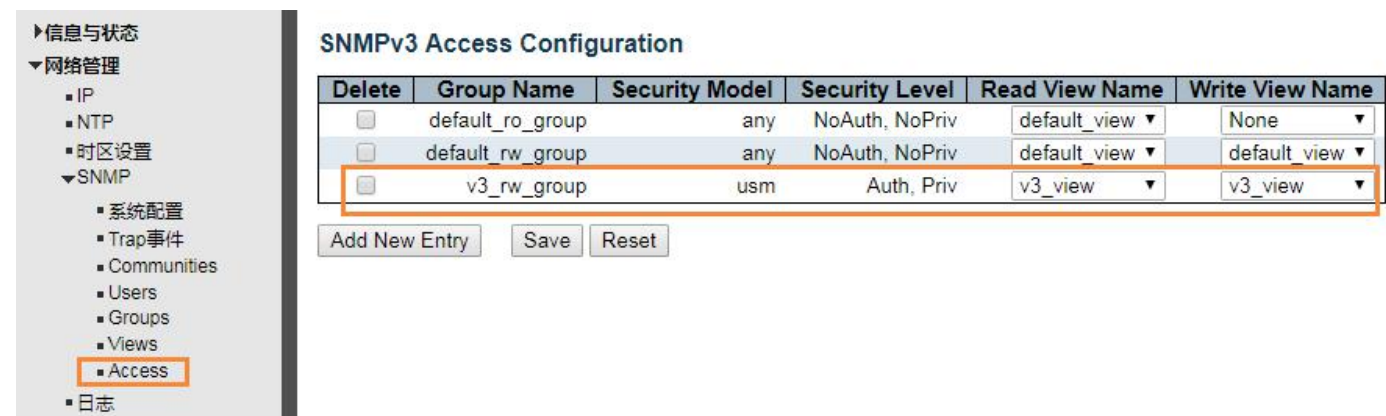 信息与状态
网络管理
IP
NTP
时区设置
SNMP
系统配置
Trap事件
Communities
Users
Groups
Views
Access
日志
SNMPv3 Access Configuration
Delete Group Name Security Model Security Level Read View Name Write View Name
default_ro_group any NoAuth, NoPriv default_view None
default_rw_group any NoAuth, NoPriv default_view default_view
v3_rw_group usm Auth, Priv v3_view v3_view
Add New Entry Save Reset